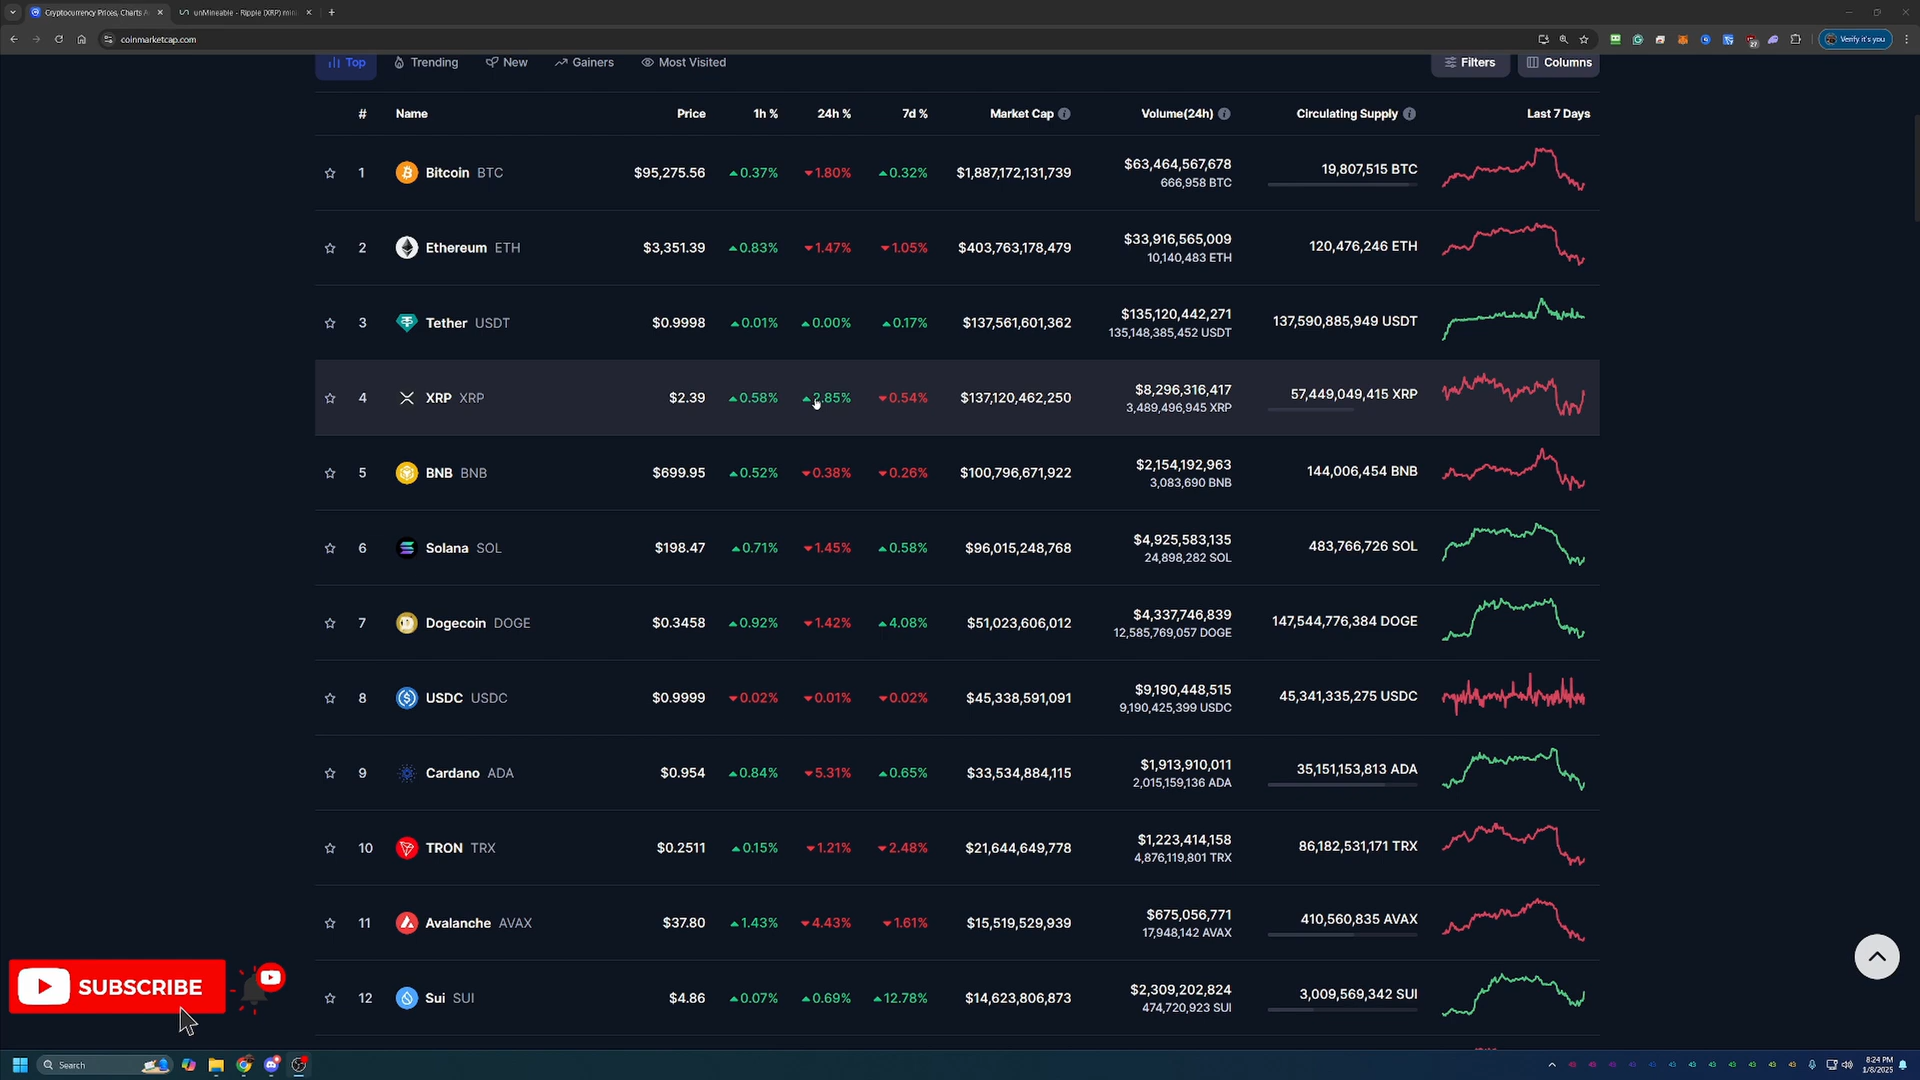 Cryptocurrency Prices, Charts A
unMineable - Ripple (XRP) min
coinmarketcap.com
Verify it's you
Top Trending New Gainers Most Visited Filters Columns
# Name Price 1h % 24h % 7d % Market Cap Volume(24h) Circulating Supply Last 7 Days
1 Bitcoin BTC $95,275.56 0.37% 1.80% 0.32% $1,887,172,131,739 $63,464,567,678 19,807,515 BTC
666,958 BTC
2 Ethereum ETH $3,351.39 0.83% 1.47% 1.05% $403,763,178,479 $33,916,565,009 120,476,246 ETH
10,140,483 ETH
3 Tether USDT $0.9998 0.01% 0.00% 0.17% $137,561,601,362 $135,120,442,271 137,590,885,949 USDT
135,148,385,452 USDT
4 XRP XRP $2.39 0.58% 2.85% 0.54% $137,120,462,250 $8,296,316,417 57,449,049,415 XRP
3,489,496,945 XRP
5 BNB BNB $699.95 0.52% 0.38% 0.26% $100,796,671,922 $2,154,192,963 144,006,454 BNB
3,083,690 BNB
6 Solana SOL $198.47 0.71% 1.45% 0.58% $96,015,248,768 $4,925,583,135 483,766,726 SOL
24,898,282 SOL
7 Dogecoin DOGE $0.3458 0.92% 1.42% 4.08% $51,023,606,012 $4,337,746,839 147,544,776,384 DOGE
12,585,769,057 DOGE
8 USDC USDC $0.9999 0.02% 0.01% 0.02% $45,338,591,091 $9,190,448,515 45,341,335,275 USDC
9,190,425,399 USDC
9 Cardano ADA $0.954 0.84% 5.31% 0.65% $33,534,884,115 $1,913,910,011 35,151,153,813 ADA
2,015,159,136 ADA
10 TRON TRX $0.2511 0.15% 1.21% 2.48% $21,644,649,778 $1,223,414,158 86,182,531,171 TRX
4,876,119,801 TRX
11 Avalanche AVAX $37.80 1.43% 4.43% 1.61% $15,519,529,939 $675,056,771 410,560,835 AVAX
17,948,142 AVAX
12 Sui SUI $4.86 0.07% 0.69% 12.78% $14,623,806,873 $2,309,202,824 3,009,569,342 SUI
474,720,923 SUI
SUBSCRIBE
Search
8:24 PM
1/8/2025